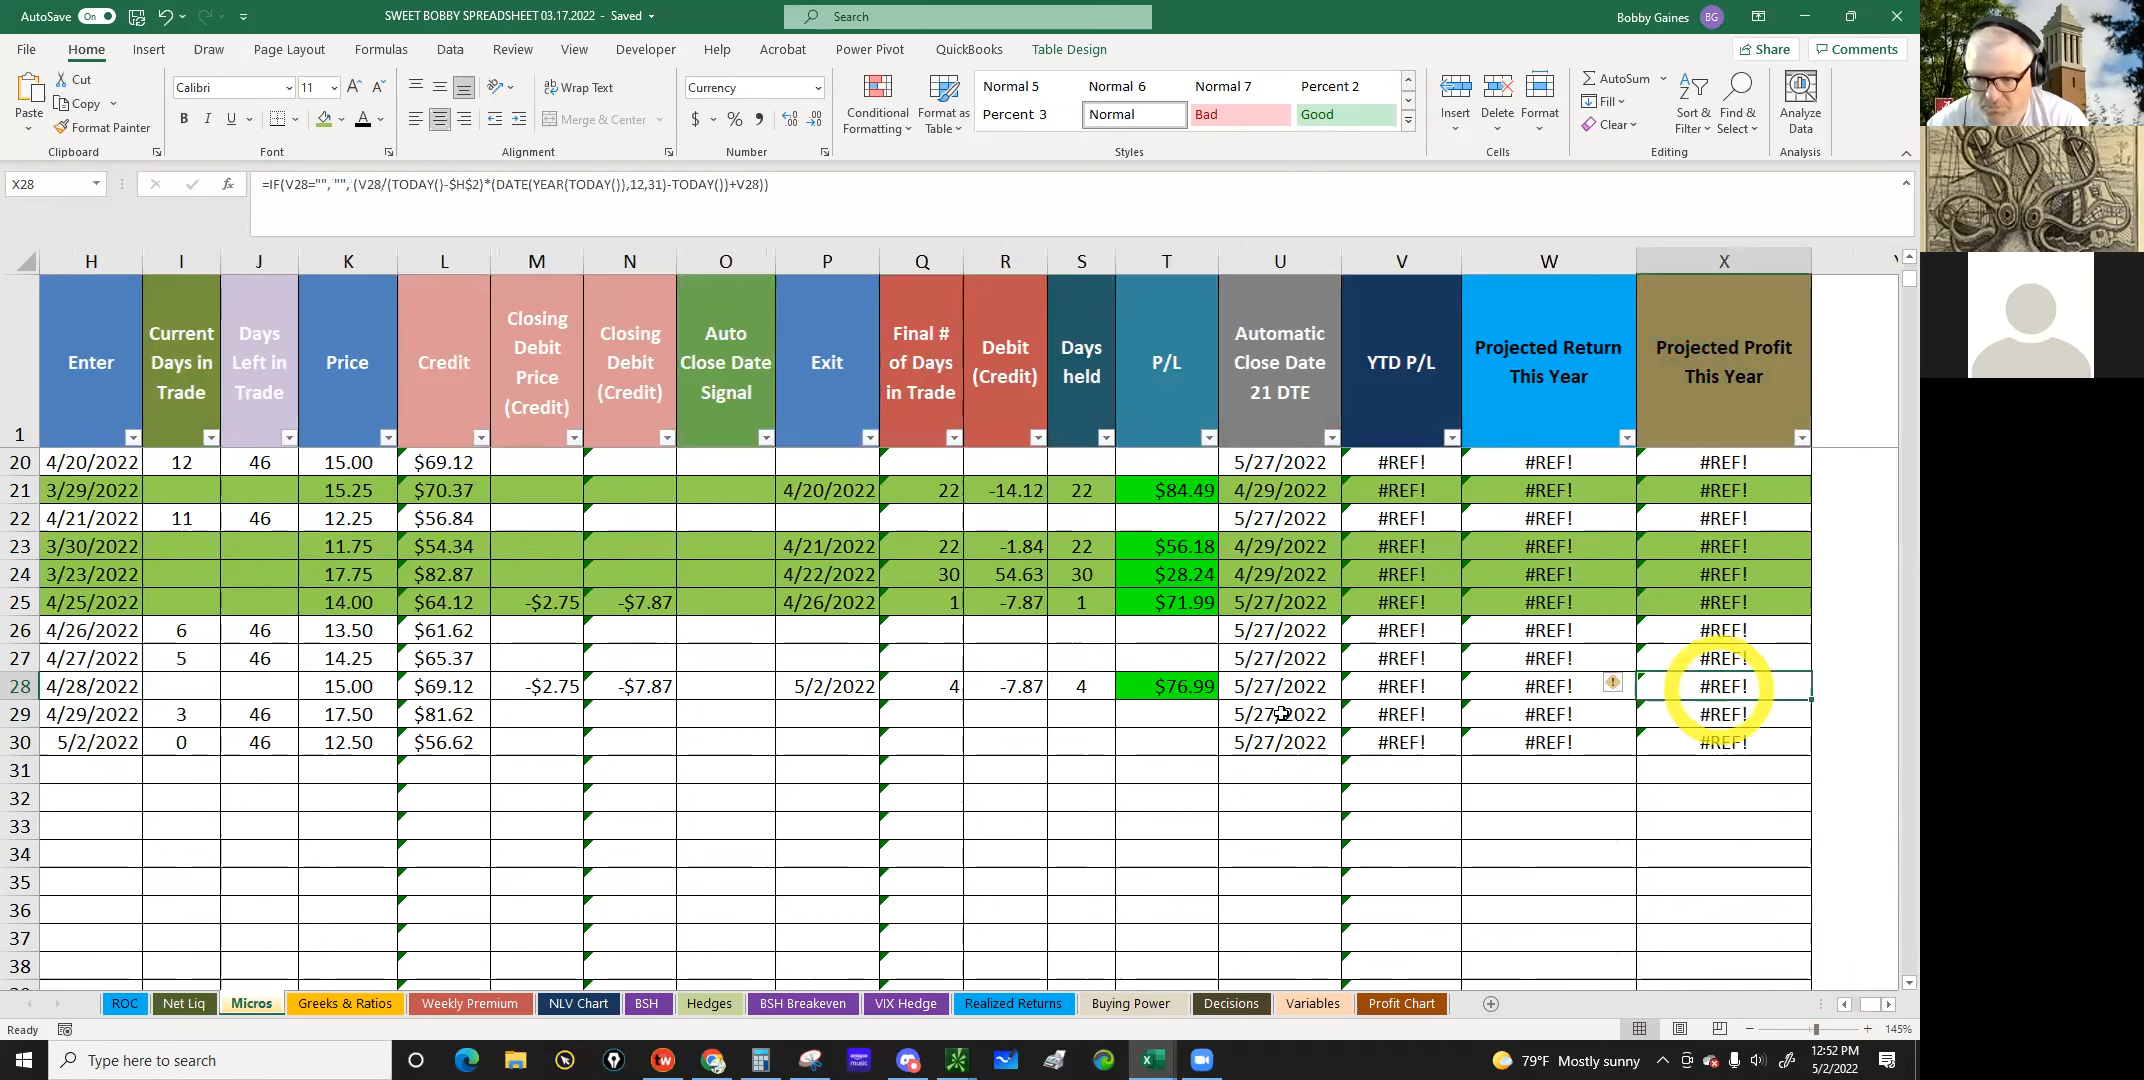 AutoSave On SWEET BOBBY SPREADSHEET 03.17.2022 - Saved Search Bobby Gaines BG
File Home Insert Draw Page Layout Formulas Data Review View Developer Help Acrobat Power Pivot QuickBooks Table Design Share Comments
Paste Cut Copy Format Painter Clipboard
Calibri 11 B I U A Font
Wrap Text Merge & Center Alignment
Currency $ % Number
Conditional Formatting Format as Table
Normal 5 Normal 6 Normal 7 Percent 2
Percent 3 Normal Bad Good
Styles
Insert Delete Format Cells
AutoSum Fill Clear Sort & Filter Find & Select Editing
Analyze Data Analysis
X28 fx =IF(V28="", "", (V28/(TODAY()-$H$2)*(DATE(YEAR(TODAY()),12,31)-TODAY())+V28))
H I J K L M N O P Q R S T U V W X
1 Enter Current Days in Trade Days Left in Trade Price Credit Closing Debit Price (Credit) Closing Debit (Credit) Auto Close Date Signal Exit Final # of Days in Trade Debit (Credit) Days held P/L Automatic Close Date 21 DTE YTD P/L Projected Return This Year Projected Profit This Year
20 4/20/2022 12 46 15.00 $69.12 5/27/2022 #REF! #REF! #REF!
21 3/29/2022 15.25 $70.37 4/20/2022 22 -14.12 22 $84.49 4/29/2022 #REF! #REF! #REF!
22 4/21/2022 11 46 12.25 $56.84 5/27/2022 #REF! #REF! #REF!
23 3/30/2022 11.75 $54.34 4/21/2022 22 -1.84 22 $56.18 4/29/2022 #REF! #REF! #REF!
24 3/23/2022 17.75 $82.87 4/22/2022 30 54.63 30 $28.24 4/29/2022 #REF! #REF! #REF!
25 4/25/2022 14.00 $64.12 -$2.75 -$7.87 4/26/2022 1 -7.87 1 $71.99 5/27/2022 #REF! #REF! #REF!
26 4/26/2022 6 46 13.50 $61.62 5/27/2022 #REF! #REF! #REF!
27 4/27/2022 5 46 14.25 $65.37 5/27/2022 #REF! #REF! #REF!
28 4/28/2022 15.00 $69.12 -$2.75 -$7.87 5/2/2022 4 -7.87 4 $76.99 5/27/2022 #REF! #REF! #REF!
29 4/29/2022 3 46 17.50 $81.62 5/27/2022 #REF! #REF! #REF!
30 5/2/2022 0 46 12.50 $56.62 5/27/2022 #REF! #REF! #REF!
31
32
33
34
35
36
37
38
ROC Net Liq Micros Greeks & Ratios Weekly Premium NLV Chart BSH Hedges BSH Breakeven VIX Hedge Realized Returns Buying Power Decisions Variables Profit Chart
Ready 145%
Type here to search 79°F Mostly sunny 12:52 PM
5/2/2022